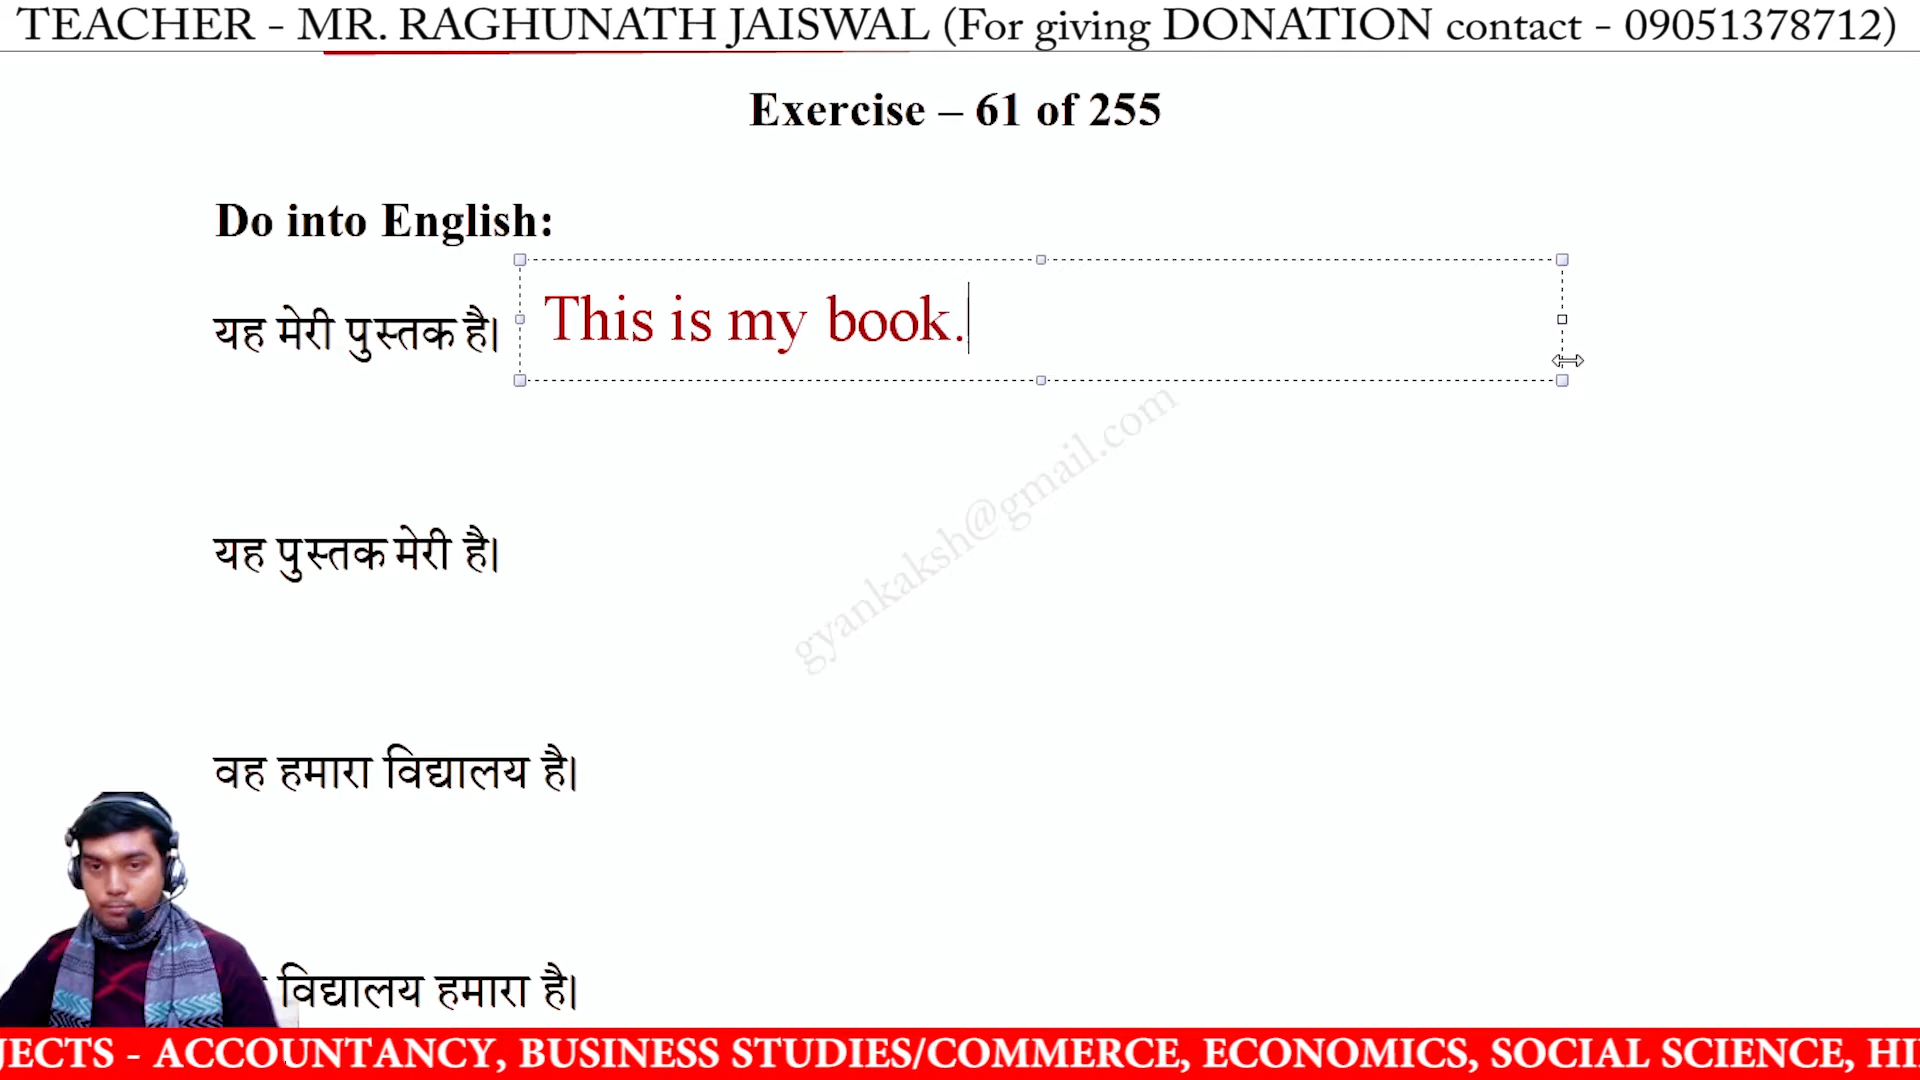 TEACHER - MR. RAGHUNATH JAISWAL (For giving DONATION contact - 09051378712)
Exercise – 61 of 255
Do into English:
यह मेरी पुस्तक है। This is my book.
gyankaksh@gmail.com
यह पुस्तक मेरी है।
वह हमारा विद्यालय है।
विद्यालय हमारा है।
JECTS - ACCOUNTANCY, BUSINESS STUDIES/COMMERCE, ECONOMICS, SOCIAL SCIENCE, HI